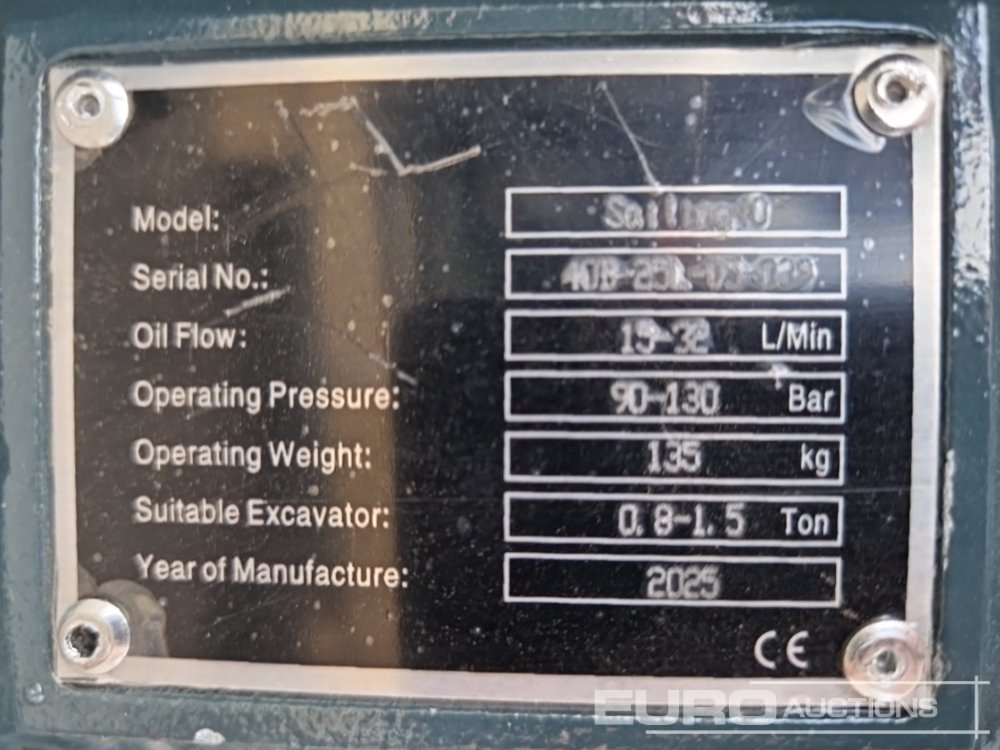 Model:
Serial No.:
Oil Flow: 15-32 L/Min
Operating Pressure: 90-130 Bar
Operating Weight: 135 kg
Suitable Excavator: 0.8-1.5 Ton
Year of Manufacture: 2025
CE
EURO AUCTIONS